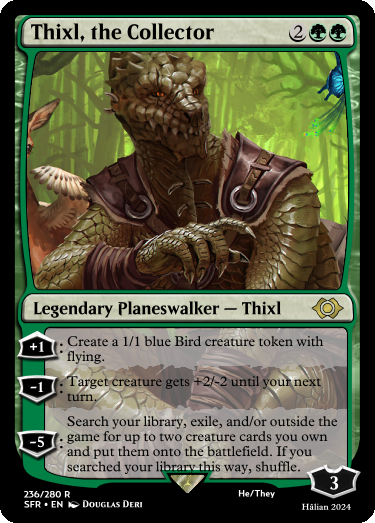 Thixl, the Collector 2
Legendary Planeswalker — Thixl
+1 : Create a 1/1 blue Bird creature token with
flying.
−1 : Target creature gets +2/-2 until your next
turn.
−5 : Search your library, exile, and/or outside the
game for up to two creature cards you own
and put them onto the battlefield. If you
searched your library this way, shuffle.
3
236/280 R He/They
SFR • EN Douglas Deri Hālian 2024